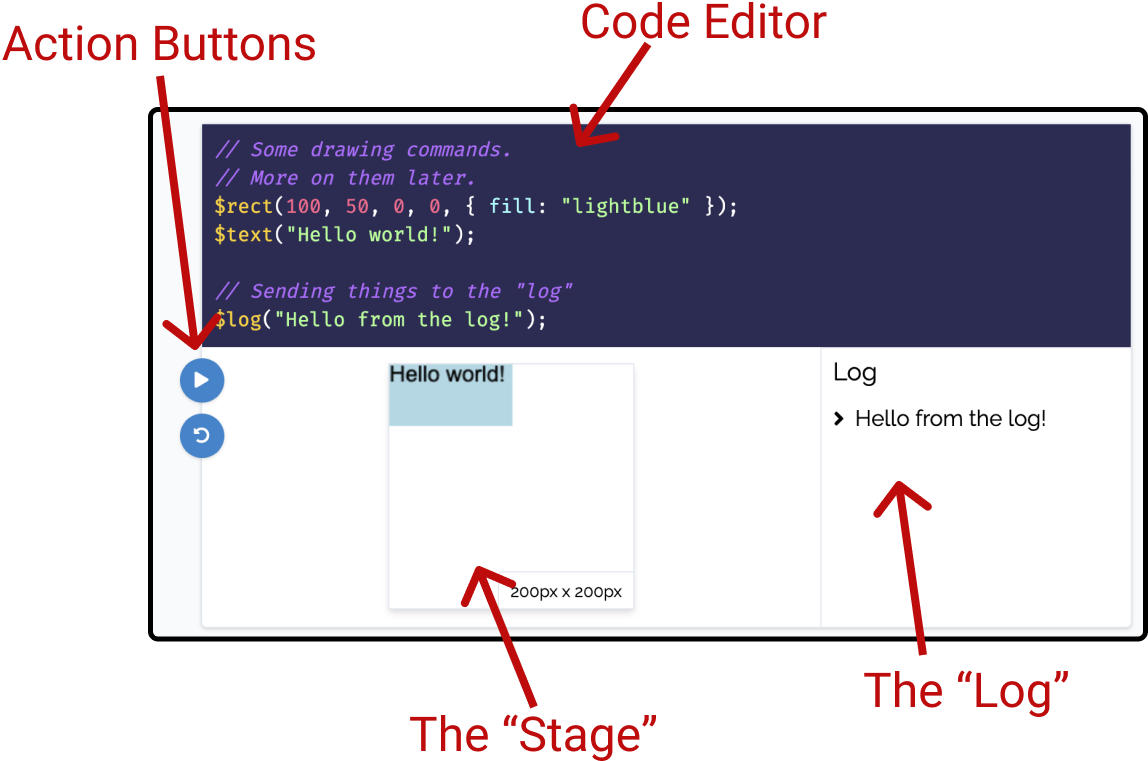 Action Buttons
Code Editor
// Some drawing commands.
// More on them later.
$rect(100, 50, 0, 0, { fill: "lightblue" });
$text("Hello world!");
// Sending things to the "log"
$log("Hello from the log!");
Hello world!
200px x 200px
Log
Hello from the log!
The “Stage”
The “Log”